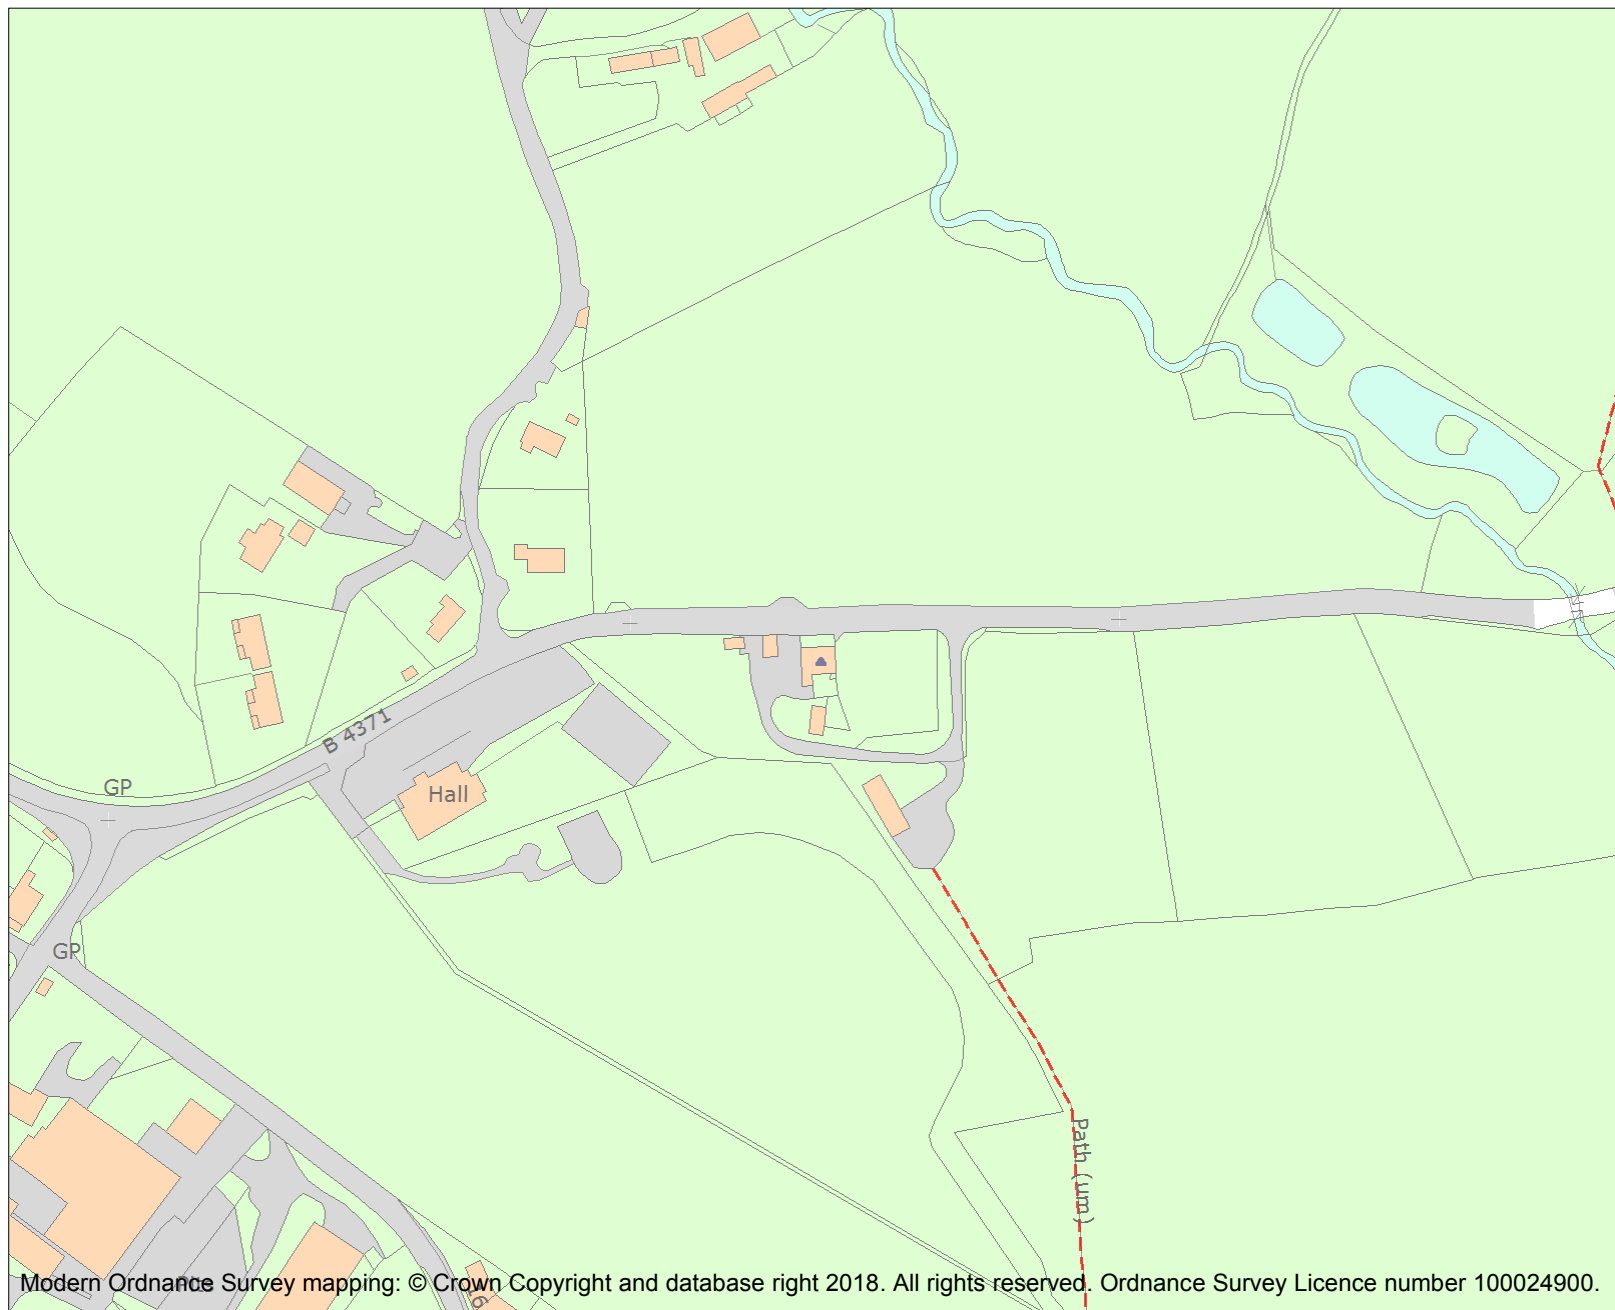 B 4371
GP
Hall
GP
Path (um)
16
Modern Ordnance Survey mapping: © Crown Copyright and database right 2018. All rights reserved. Ordnance Survey Licence number 100024900.